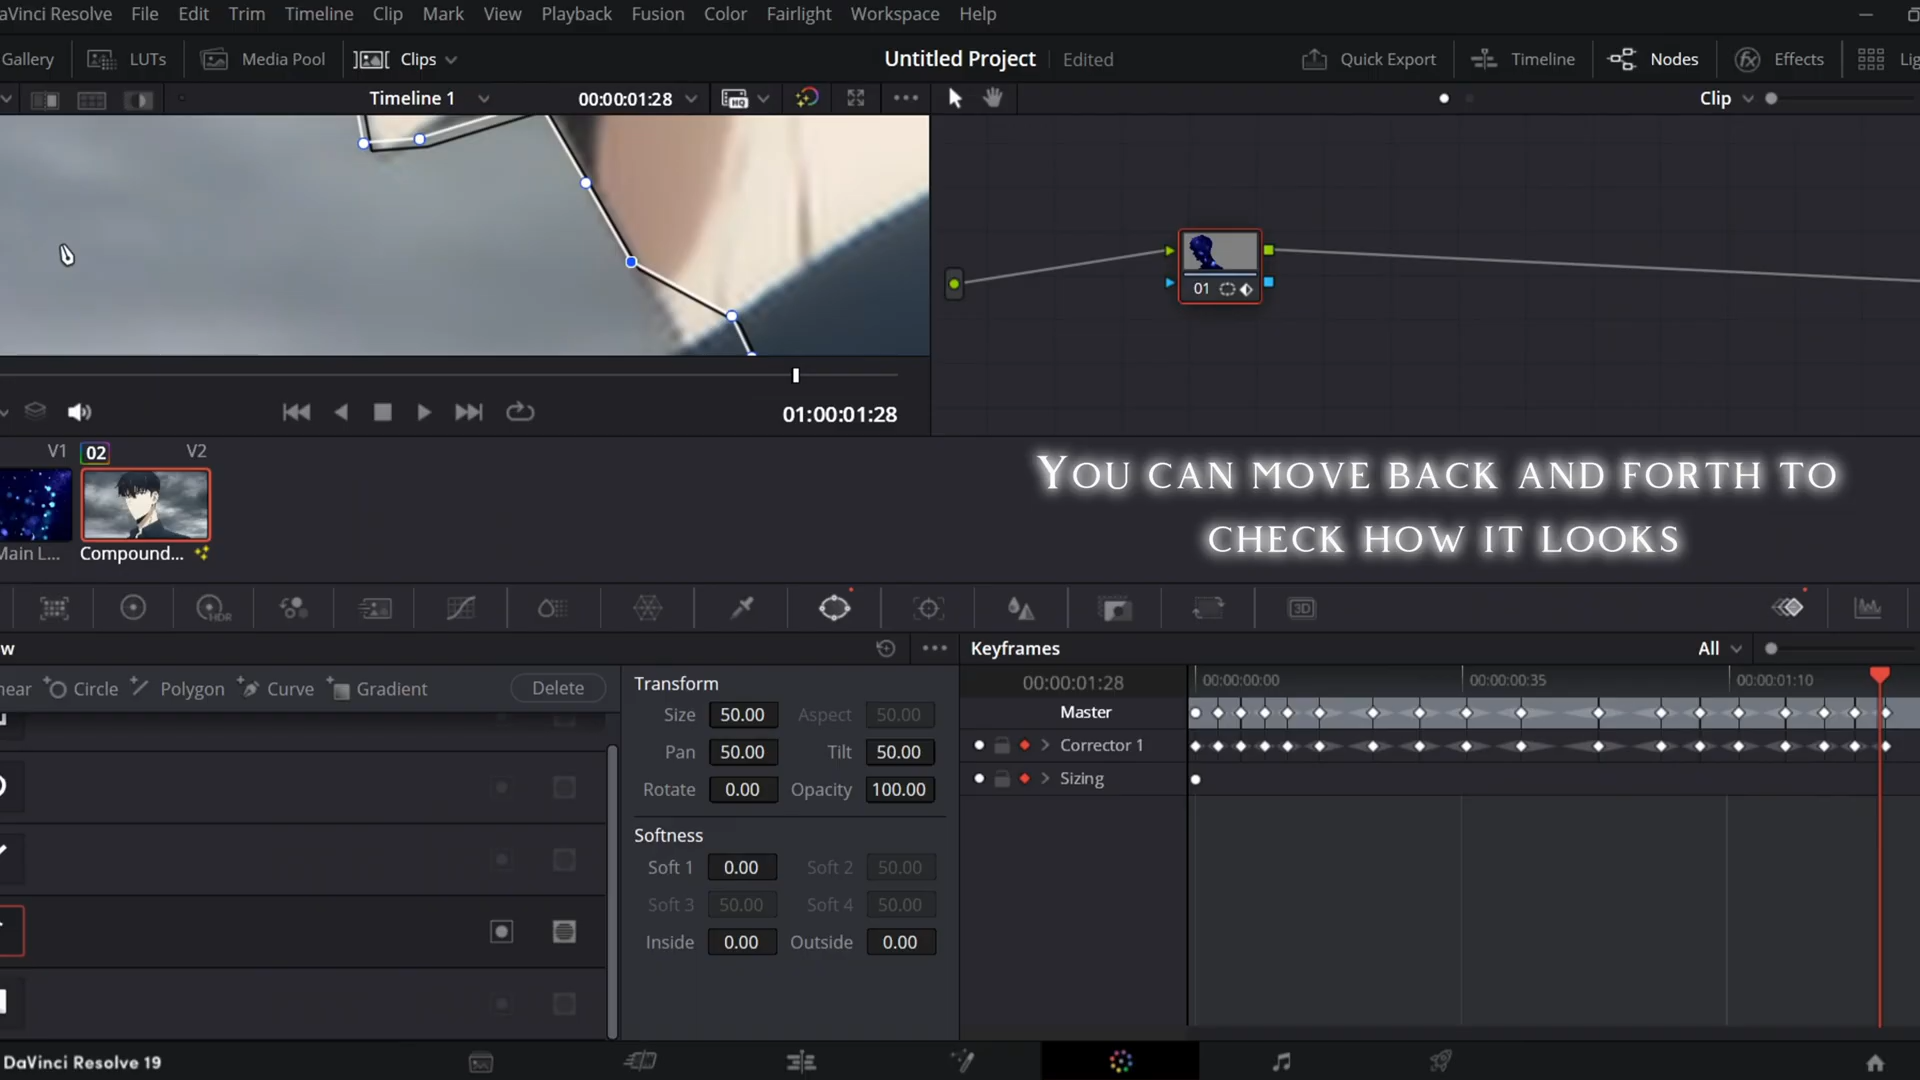 aVinci Resolve File Edit Trim Timeline Clip Mark View Playback Fusion Color Fairlight Workspace Help
Gallery LUTs Media Pool Clips Untitled Project Edited Quick Export Timeline Nodes Effects Lig
Timeline 1 00:00:01:28 HQ Clip
01
01:00:01:28
V1 02 V2
YOU CAN MOVE BACK AND FORTH TO
CHECK HOW IT LOOKS
Main L... Compound...
HDR 3D
w Keyframes All
near Circle Polygon Curve Gradient Delete
Transform
Size 50.00 Aspect 50.00
Pan 50.00 Tilt 50.00
Rotate 0.00 Opacity 100.00
Softness
Soft 1 0.00 Soft 2 50.00
Soft 3 50.00 Soft 4 50.00
Inside 0.00 Outside 0.00
00:00:01:28 00:00:00:00 00:00:00:35 00:00:01:10
Master
Corrector 1
Sizing
DaVinci Resolve 19